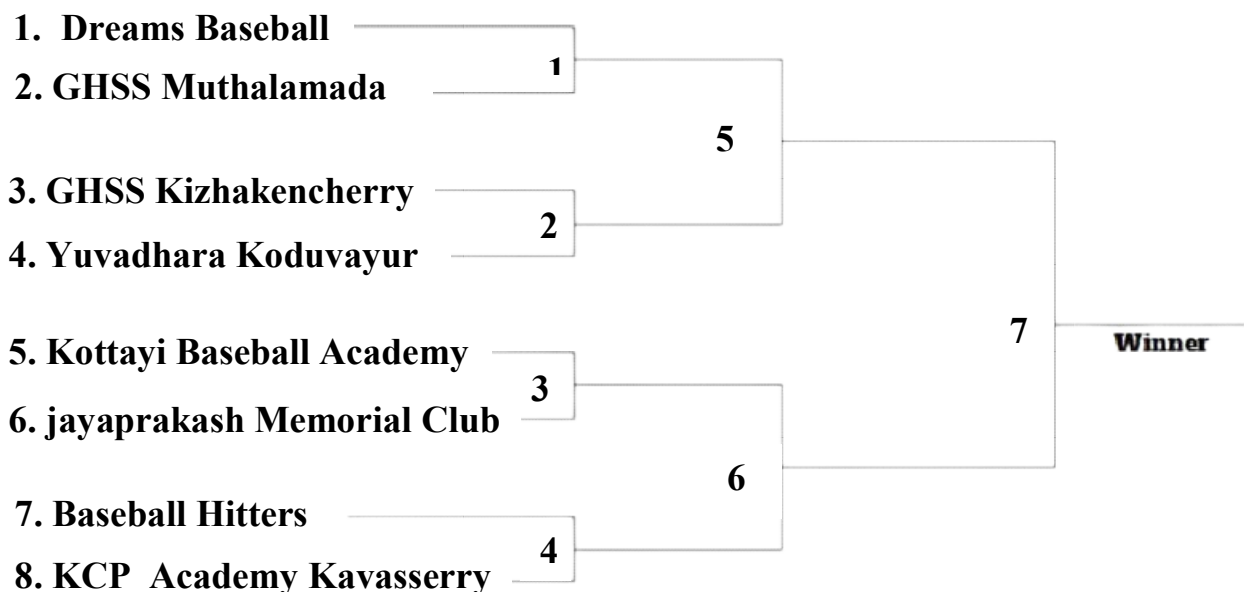 1. Dreams Baseball
1
2. GHSS Muthalamada
5
3. GHSS Kizhakencherry
2
4. Yuvadhara Koduvayur
7
Winner
5. Kottayi Baseball Academy
3
6. jayaprakash Memorial Club
6
7. Baseball Hitters
4
8. KCP Academy Kavasserry